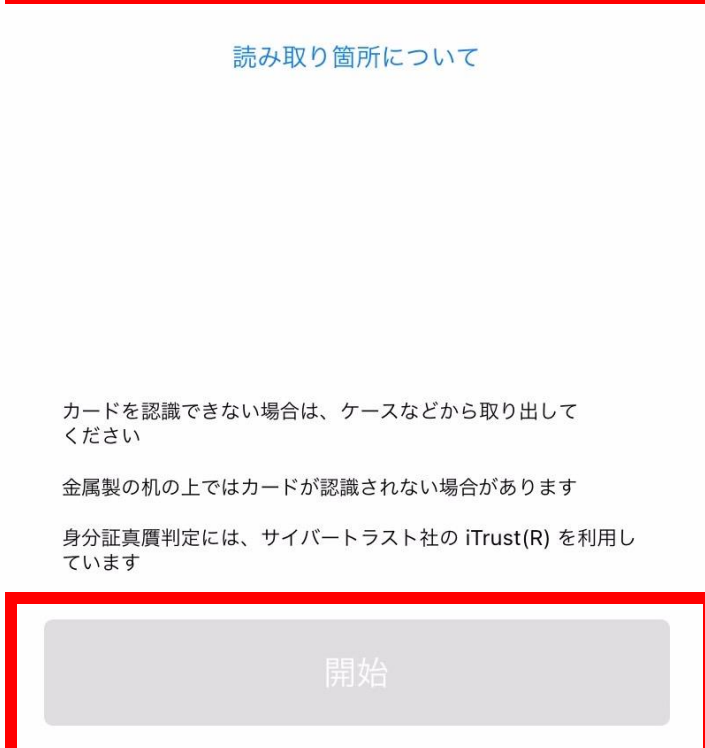 読み取り箇所について
カードを認識できない場合は、ケースなどから取り出して
ください
金属製の机の上ではカードが認識されない場合があります
身分証真贋判定には、サイバートラスト社の iTrust(R) を利用し
ています
開始